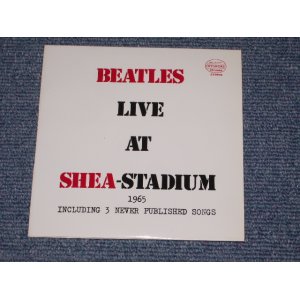 BEATLES
LIVE
AT
SHEA-STADIUM
1965
INCLUDING 3 NEVER PUBLISHED SONGS